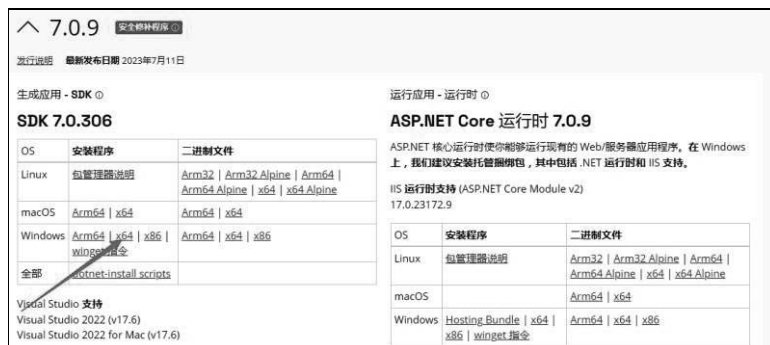 7.0.9 安全修补程序
发行说明 最新发布日期 2023年7月11日
生成应用 - SDK
SDK 7.0.306
OS 安装程序 二进制文件
Linux 包管理器说明 Arm32 | Arm32 Alpine | Arm64 |
Arm64 Alpine | x64 | x64 Alpine
macOS Arm64 | x64 Arm64 | x64
Windows Arm64 | x64 | x86 | Arm64 | x64 | x86
winget 指令
全部 dotnet-install scripts
Visual Studio 支持
Visual Studio 2022 (v17.6)
Visual Studio 2022 for Mac (v17.6)
运行应用 - 运行时
ASP.NET Core 运行时 7.0.9
ASP.NET 核心运行时使你能够运行现有的 Web/服务器应用程序。在 Windows
上，我们建议安装托管捆绑包，其中包括 .NET 运行时和 IIS 支持。
IIS 运行时支持 (ASP.NET Core Module v2)
17.0.23172.9
OS 安装程序 二进制文件
Linux 包管理器说明 Arm32 | Arm32 Alpine | Arm64 |
Arm64 Alpine | x64 | x64 Alpine
macOS Arm64 | x64
Windows Hosting Bundle | x64 | Arm64 | x64 | x86
x86 | winget 指令